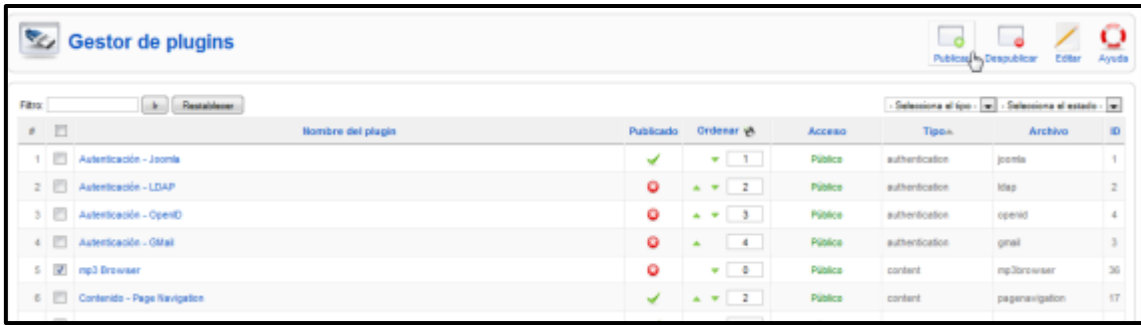 Gestor de plugins
Publicar Despublicar Editar Ayuda
Filtro: Ir Restablecer - Selecciona el tipo - - Selecciona el estado -
# Nombre del plugin Publicado Ordenar Acceso Tipo Archivo ID
1 Autenticación - Joomla 1 Público authentication joomla 1
2 Autenticación - LDAP 2 Público authentication ldap 2
3 Autenticación - OpenID 3 Público authentication openid 4
4 Autenticación - GMail 4 Público authentication gmail 3
5 mp3 Browser 0 Público content mp3browser 36
6 Contenido - Page Navigation 2 Público content pagenavigation 17